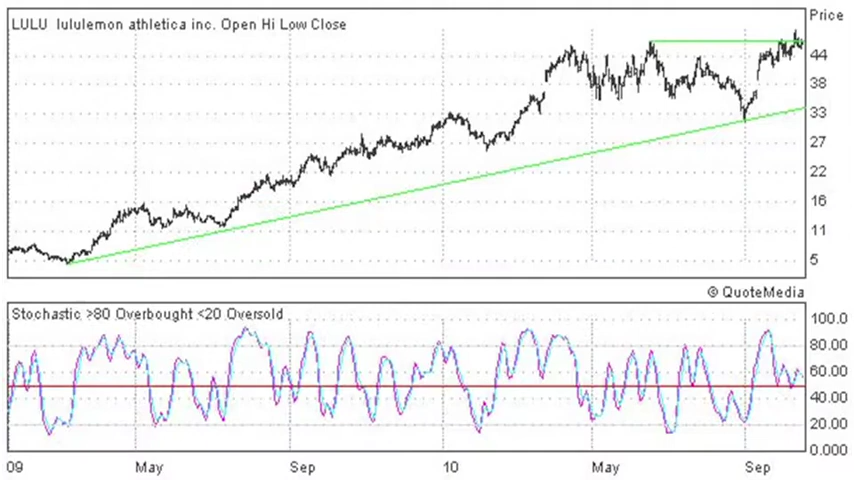 LULU lululemon athletica inc. Open Hi Low Close
Price
44
38
33
27
22
16
11
5
© QuoteMedia
Stochastic >80 Overbought <20 Oversold
100.0
80.00
60.00
40.00
20.00
0.000
09 May Sep 10 May Sep